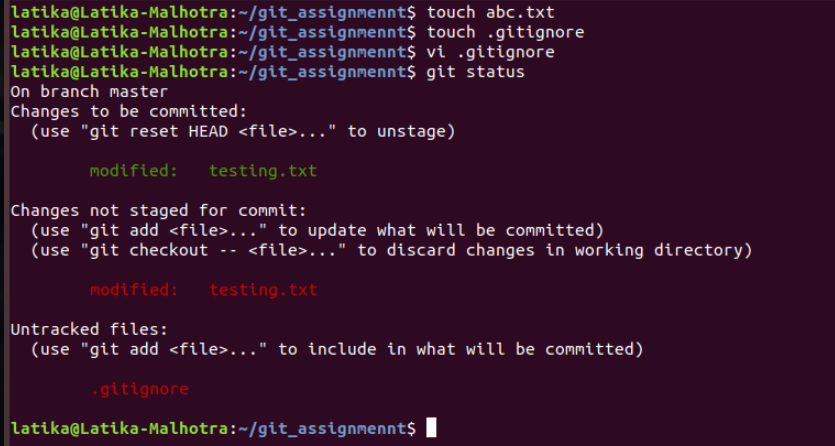 latika@Latika-Malhotra:~/git_assignmennt$ touch abc.txt
latika@Latika-Malhotra:~/git_assignmennt$ touch .gitignore
latika@Latika-Malhotra:~/git_assignmennt$ vi .gitignore
latika@Latika-Malhotra:~/git_assignmennt$ git status
On branch master
Changes to be committed:
  (use "git reset HEAD <file>..." to unstage)
        modified:   testing.txt
Changes not staged for commit:
  (use "git add <file>..." to update what will be committed)
  (use "git checkout -- <file>..." to discard changes in working directory)
        modified:   testing.txt
Untracked files:
  (use "git add <file>..." to include in what will be committed)
        .gitignore
latika@Latika-Malhotra:~/git_assignmennt$